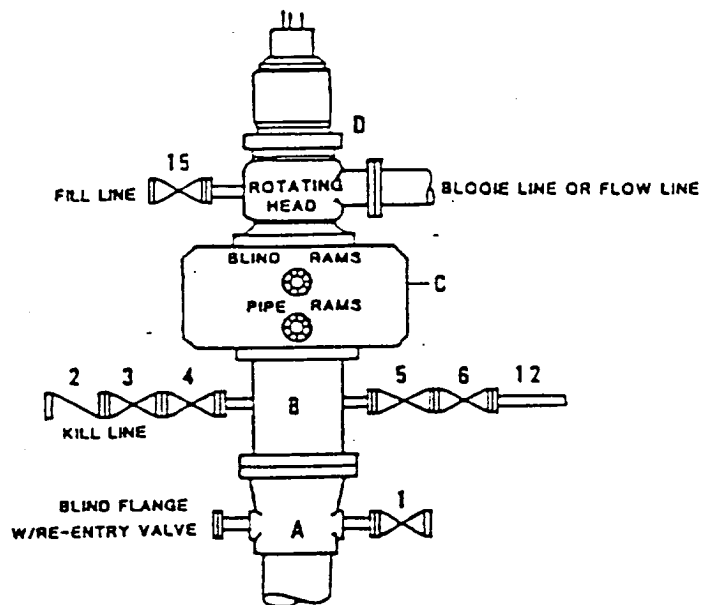 D
15
FILL LINE
ROTATING
HEAD
BLOOIE LINE OR FLOW LINE
BLIND RAMS
C
PIPE RAMS
2 3 4
5 6 12
B
KILL LINE
BLIND FLANGE
W/RE-ENTRY VALVE
A
1